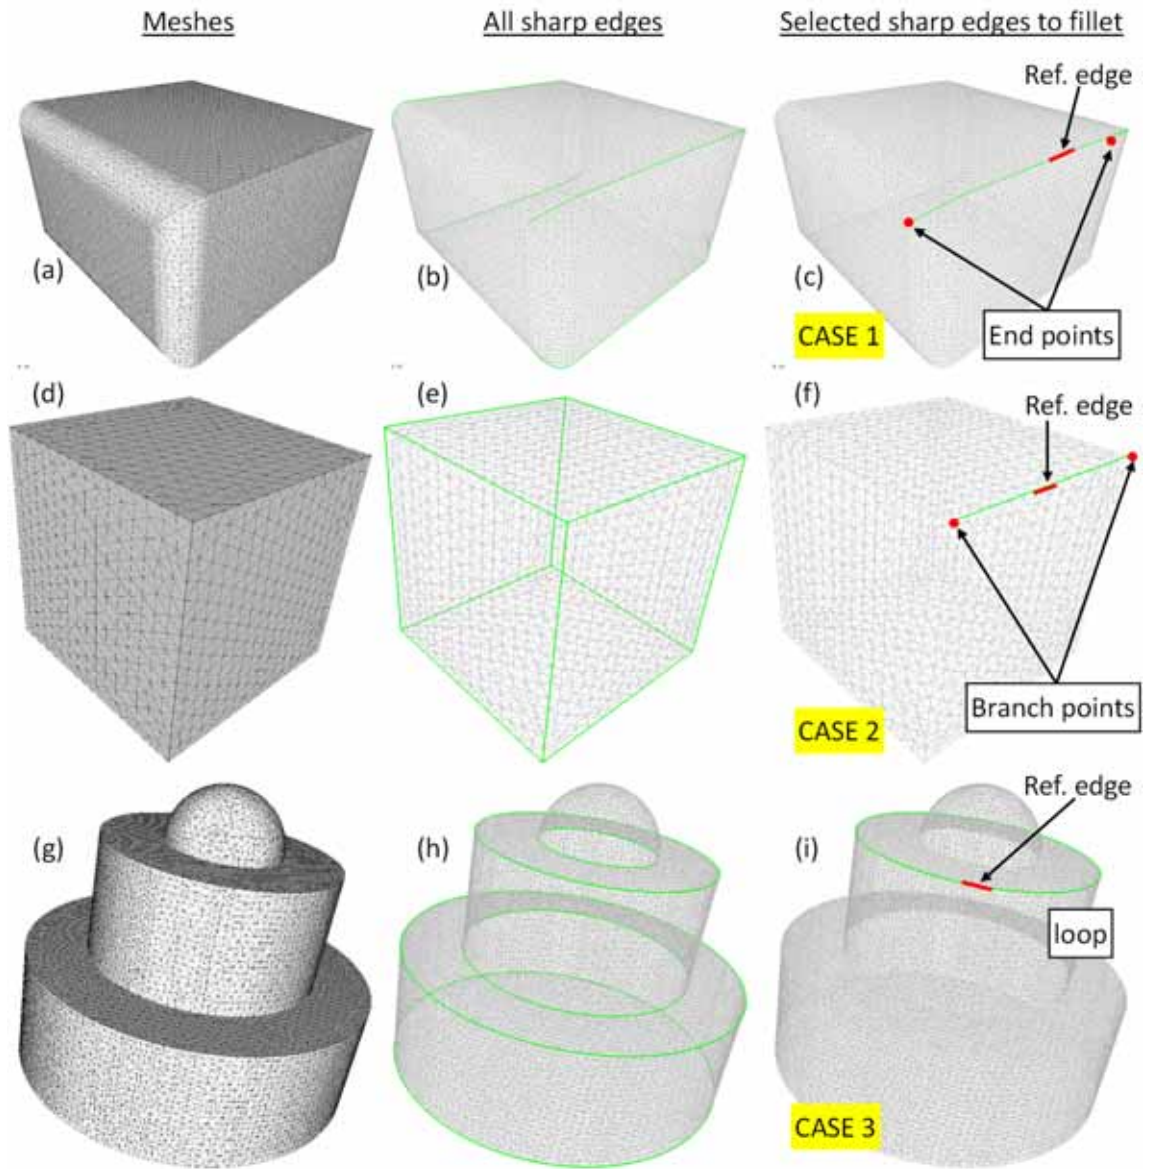 Meshes
All sharp edges
Selected sharp edges to fillet
Ref. edge
(a)
(b)
(c)
CASE 1
End points
(d)
(e)
(f)
Ref. edge
Branch points
CASE 2
Ref. edge
(g)
(h)
(i)
loop
CASE 3